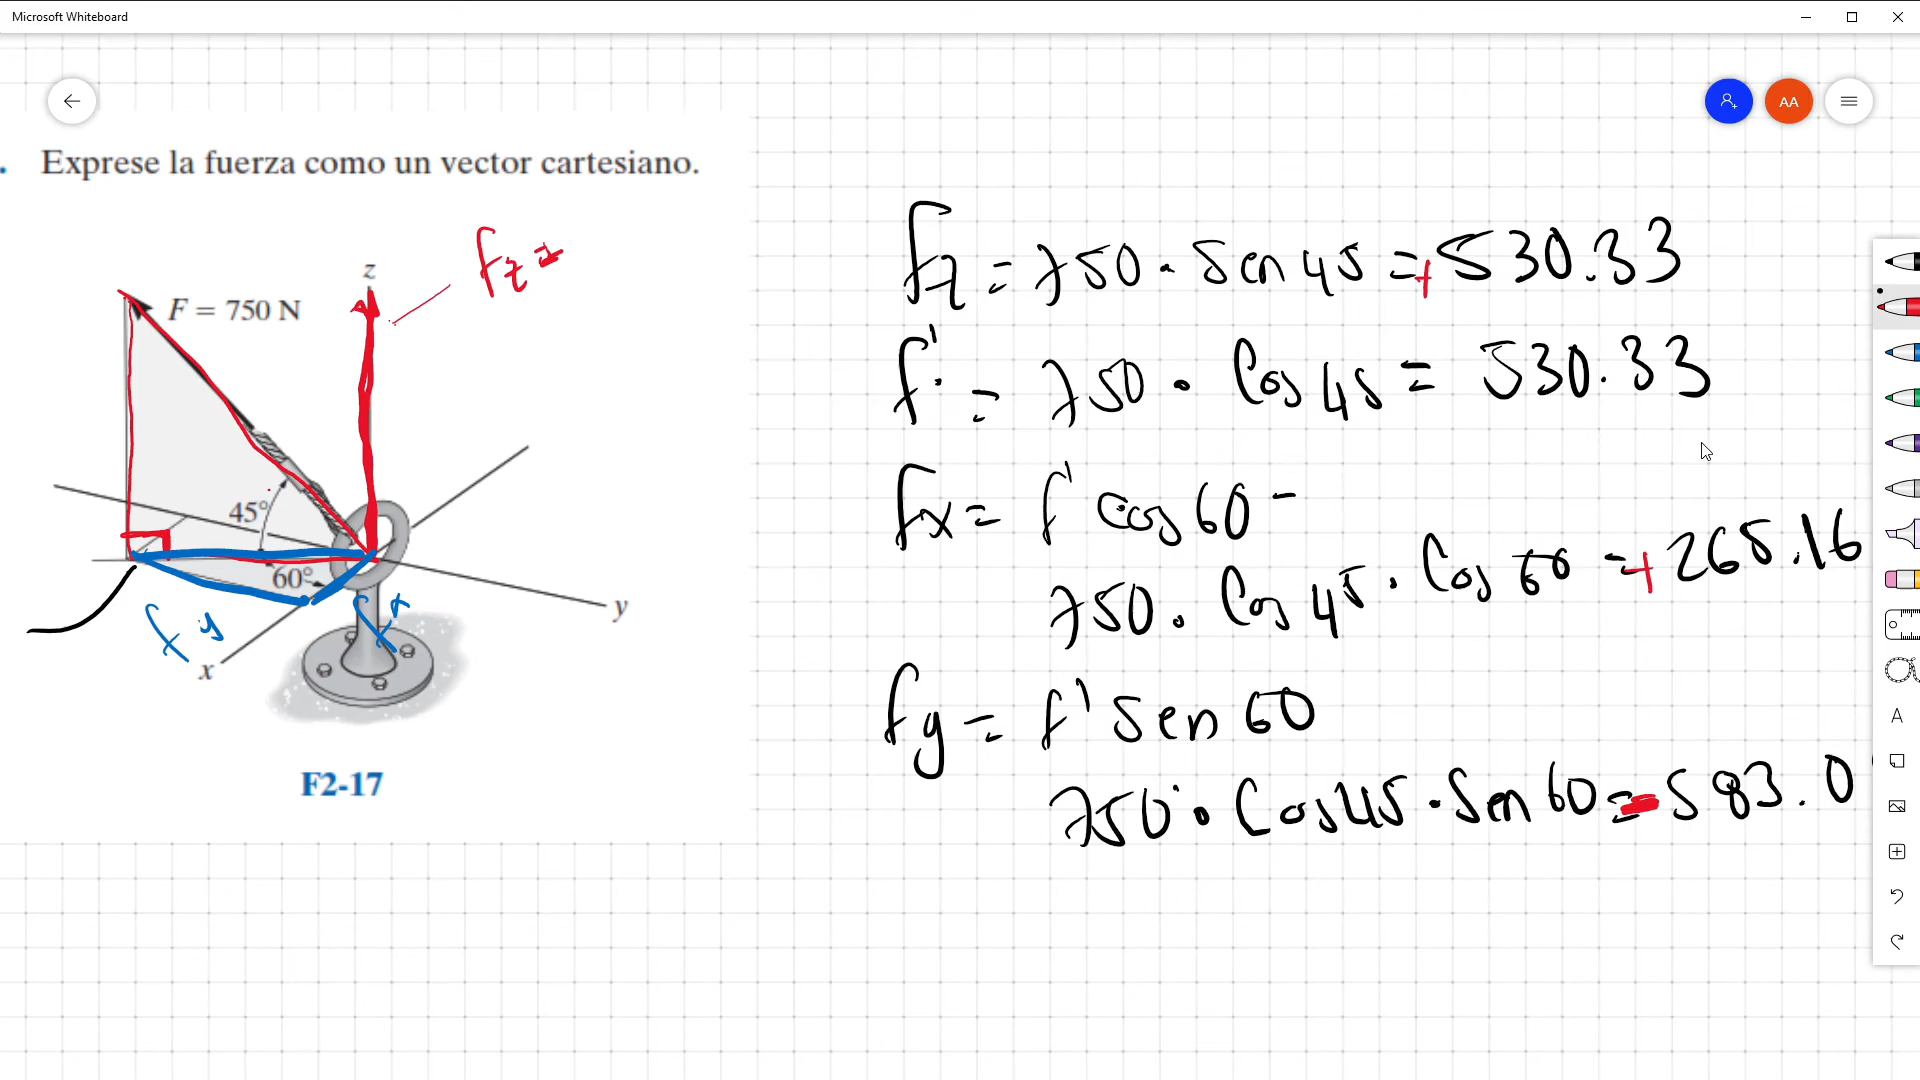 Microsoft Whiteboard
AA
. Exprese la fuerza como un vector cartesiano.
fz =
z
F = 750 N
45°
60°
fy
fx
x
y
F2-17
fz = 750 · Sen 45 = +530.33
f' = 750 · Cos 45 = 530.33
fx = f' cos 60 =
750 · Cos 45 · Cos 60 = +265.16
fy = f' Sen 60
750 · Cos 45 · Sen 60 = -583.0
A